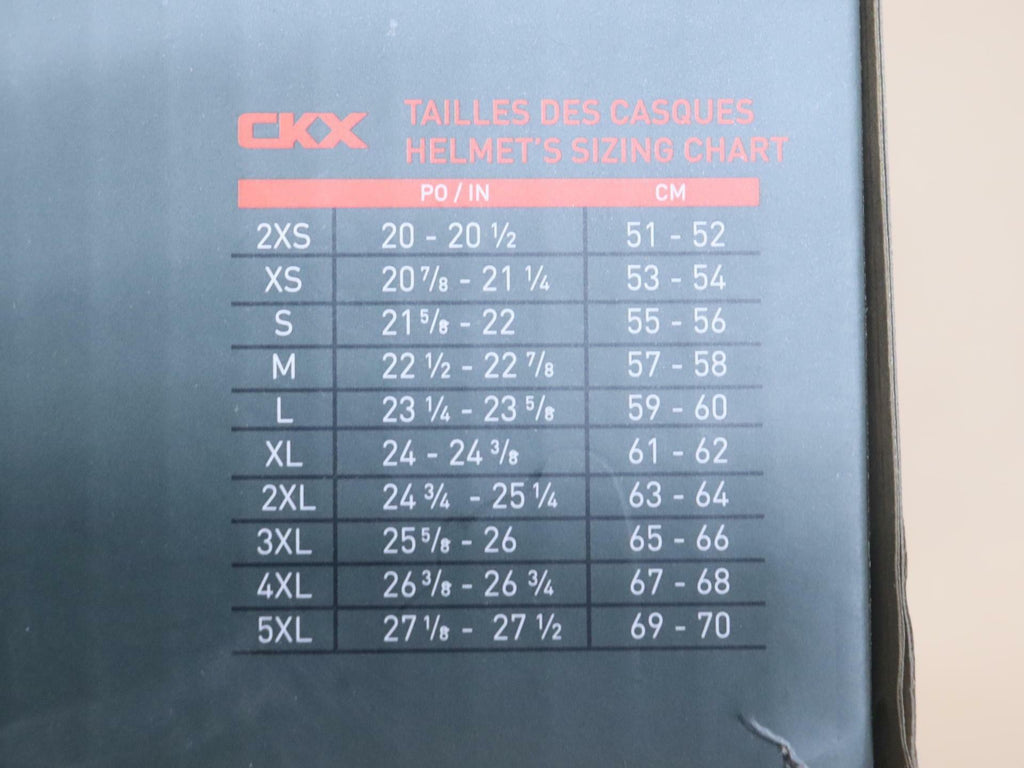 CKX
TAILLES DES CASQUES
HELMET'S SIZING CHART
PO / IN CM
2XS 20 - 20 ½ 51 - 52
XS 20 ⅞ - 21 ¼ 53 - 54
S 21 ⅝ - 22 55 - 56
M 22 ½ - 22 ⅞ 57 - 58
L 23 ¼ - 23 ⅝ 59 - 60
XL 24 - 24 ⅜ 61 - 62
2XL 24 ¾ - 25 ¼ 63 - 64
3XL 25 ⅝ - 26 65 - 66
4XL 26 ⅜ - 26 ¾ 67 - 68
5XL 27 ⅛ - 27 ½ 69 - 70